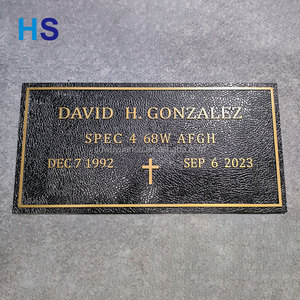 HS
DAVID H. GONZALEZ
SPEC 4 68W AFGH
DEC 7 1992 SEP 6 2023